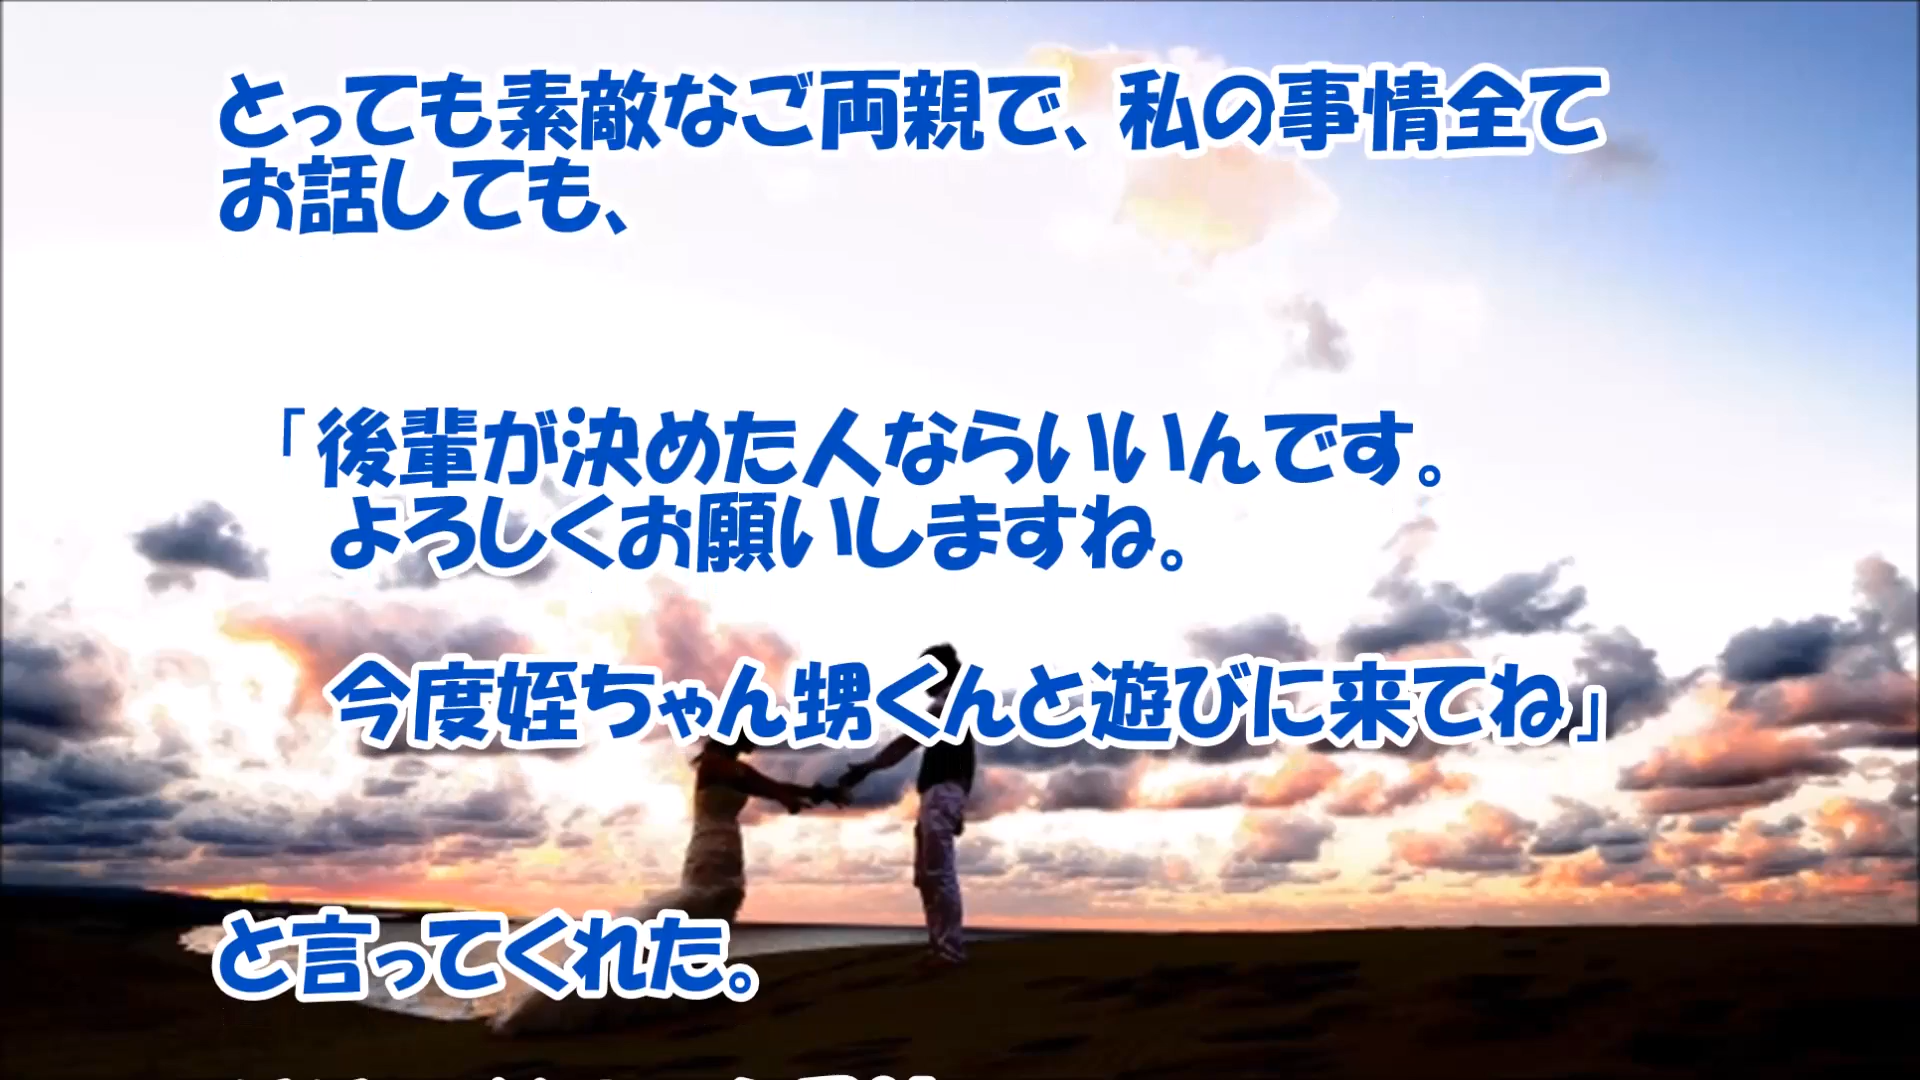 とっても素敵なご両親で、私の事情全て
お話しても、
「後輩が決めた人ならいいんです。
よろしくお願いしますね。
今度姪ちゃん甥くんと遊びに来てね」
と言ってくれた。